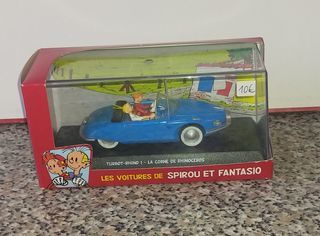 10€
TURBOT-RHINO 1 - LA CORNE DE RHINOCEROS
LES VOITURES DE SPIROU ET FANTASIO